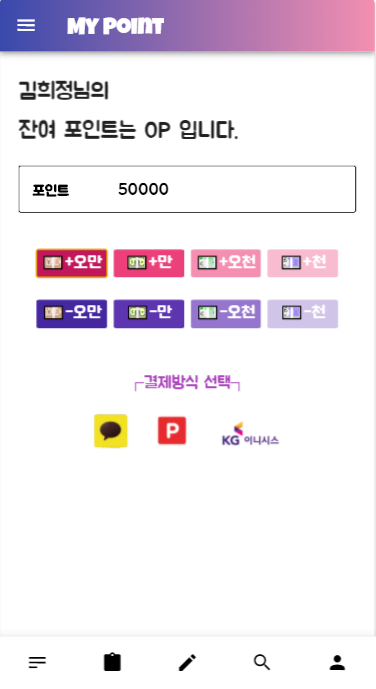 MY POINT
김희정님의
잔여 포인트는 0P 입니다.
포인트 50000
+오만 +만 +오천 +천
-오만 -만 -오천 -천
┌결제방식 선택┐
P KG 이니시스